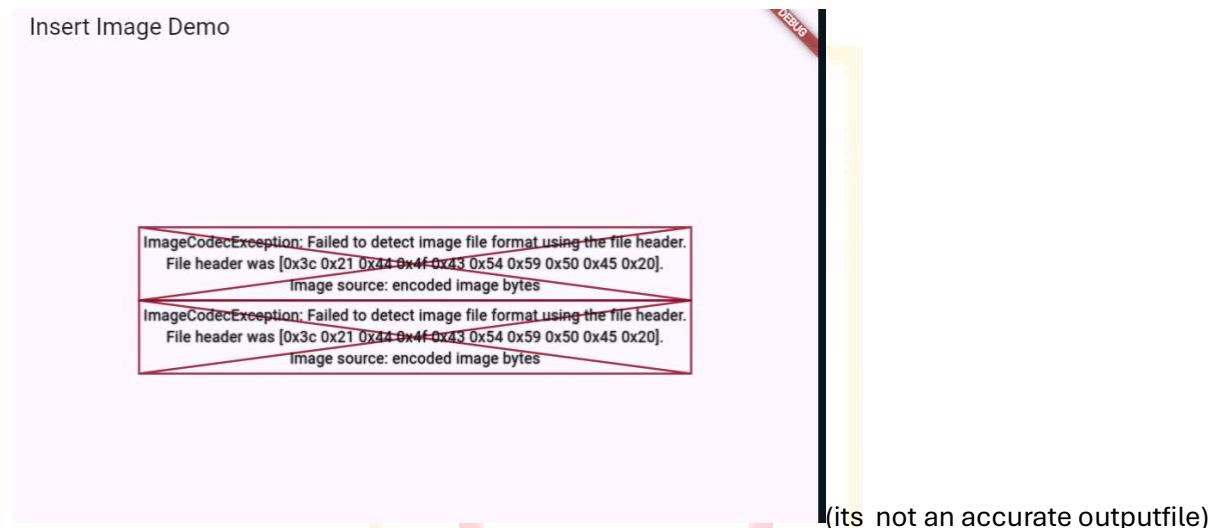 Insert Image Demo
DEBUG
ImageCodecException: Failed to detect image file format using the file header.
File header was [0x3c 0x21 0x44 0x4f 0x43 0x54 0x59 0x50 0x45 0x20].
Image source: encoded image bytes
ImageCodecException: Failed to detect image file format using the file header.
File header was [0x3c 0x21 0x44 0x4f 0x43 0x54 0x59 0x50 0x45 0x20].
Image source: encoded image bytes
(its not an accurate outputfile)